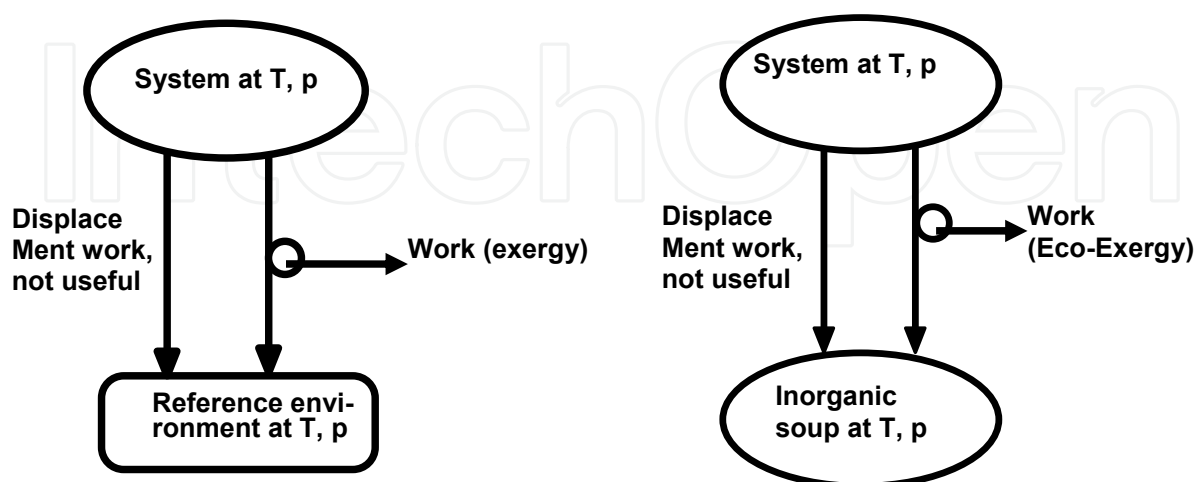 IntechOpen
System at T, p
Displace
Ment work,
not useful
Work (exergy)
Reference envi-
ronment at T, p
System at T, p
Displace
Ment work,
not useful
Work
(Eco-Exergy)
Inorganic
soup at T, p